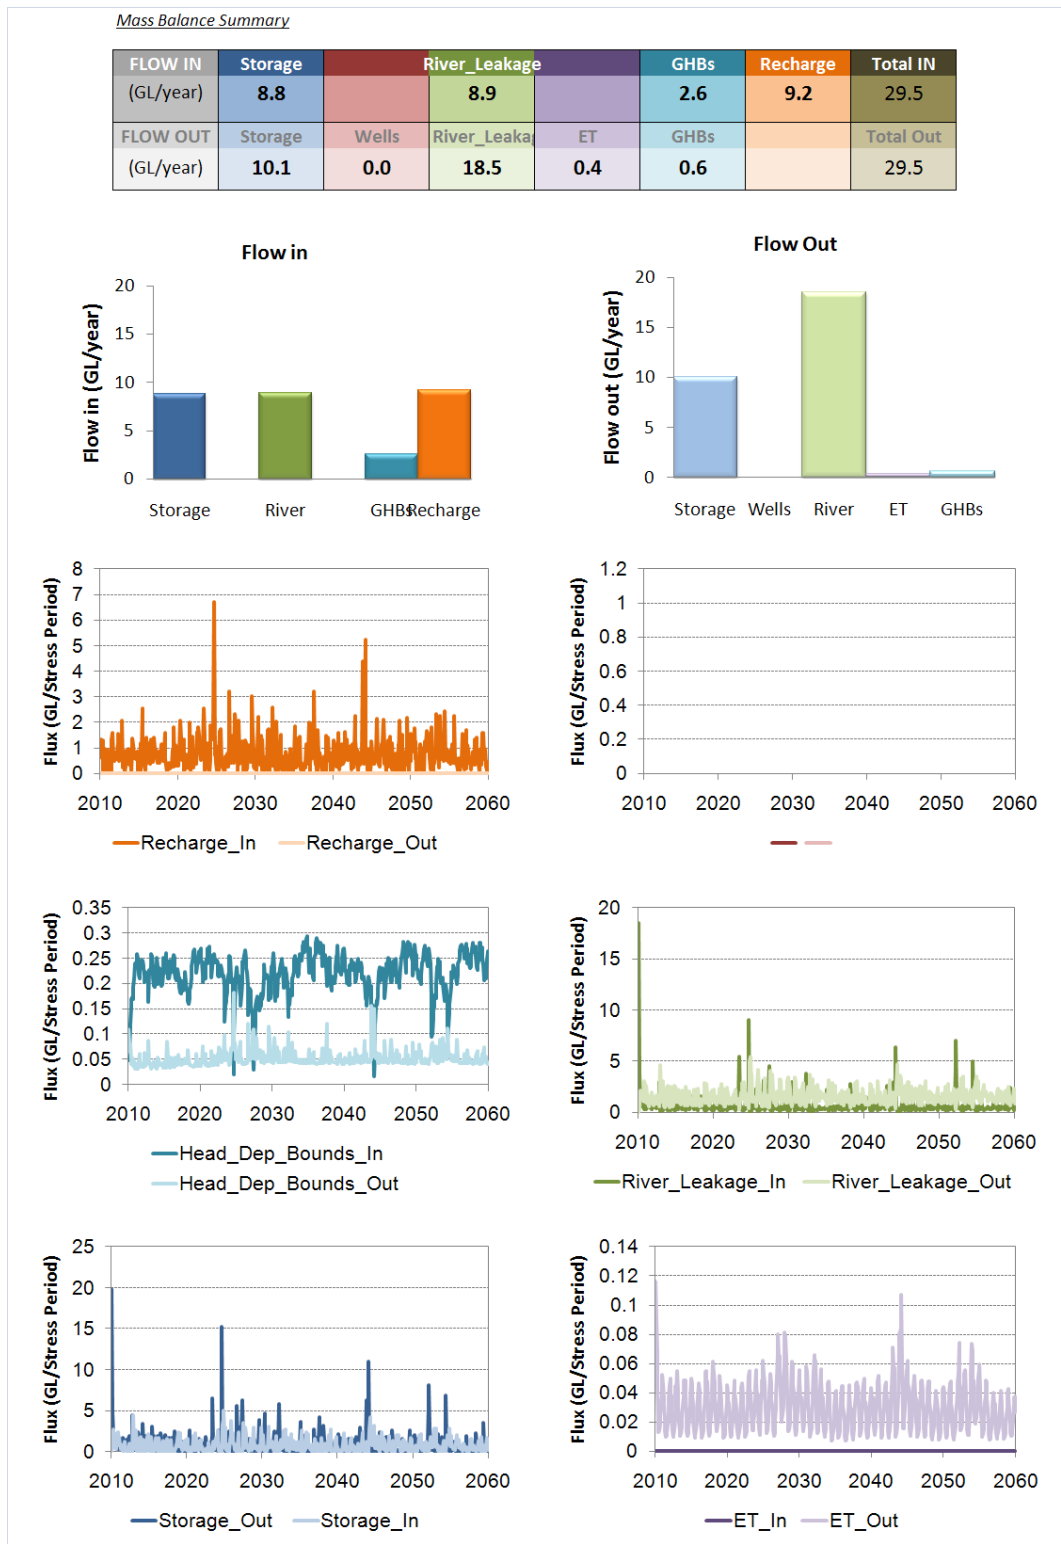 Mass Balance Summary
FLOW IN Storage River_Leakage GHBs Recharge Total IN
(GL/year) 8.8 8.9 2.6 9.2 29.5
FLOW OUT Storage Wells River_Leakag ET GHBs Total Out
(GL/year) 10.1 0.0 18.5 0.4 0.6 29.5
Flow in
Flow in (GL/year)
20
15
10
5
0
Storage River GHBs Recharge
Flow Out
Flow out (GL/year)
20
15
10
5
0
Storage Wells River ET GHBs
Flux (GL/Stress Period)
8
7
6
5
4
3
2
1
0
2010 2020 2030 2040 2050 2060
Recharge_In Recharge_Out
Flux (GL/Stress Period)
1.2
1
0.8
0.6
0.4
0.2
0
2010 2020 2030 2040 2050 2060
Flux (GL/Stress Period)
0.35
0.3
0.25
0.2
0.15
0.1
0.05
0
2010 2020 2030 2040 2050 2060
Head_Dep_Bounds_In
Head_Dep_Bounds_Out
Flux (GL/Stress Period)
20
15
10
5
0
2010 2020 2030 2040 2050 2060
River_Leakage_In River_Leakage_Out
Flux (GL/Stress Period)
25
20
15
10
5
0
2010 2020 2030 2040 2050 2060
Storage_Out Storage_In
Flux (GL/Stress Period)
0.14
0.12
0.1
0.08
0.06
0.04
0.02
0
2010 2020 2030 2040 2050 2060
ET_In ET_Out